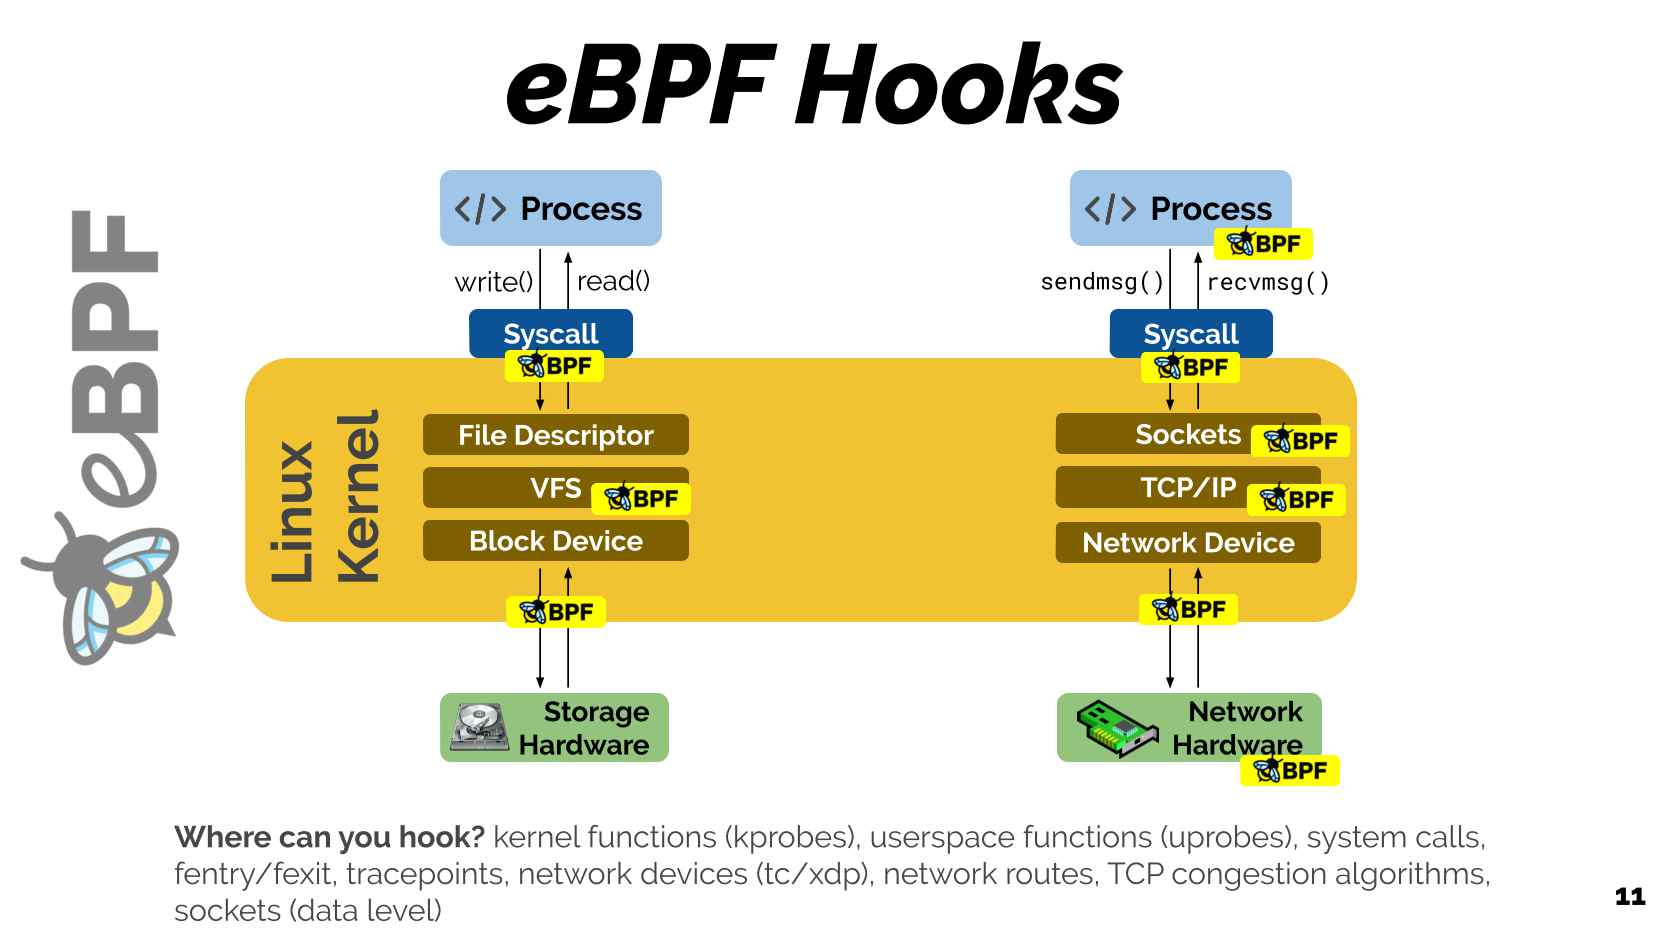 eBPF Hooks
eBPF
</> Process
write()
read()
Syscall
BPF
File Descriptor
VFS
BPF
Block Device
BPF
Storage
Hardware
</> Process
BPF
sendmsg()
recvmsg()
Syscall
BPF
Sockets
BPF
TCP/IP
BPF
Network Device
BPF
Network
Hardware
BPF
Linux
Kernel
Where can you hook? kernel functions (kprobes), userspace functions (uprobes), system calls,
fentry/fexit, tracepoints, network devices (tc/xdp), network routes, TCP congestion algorithms,
sockets (data level)
11